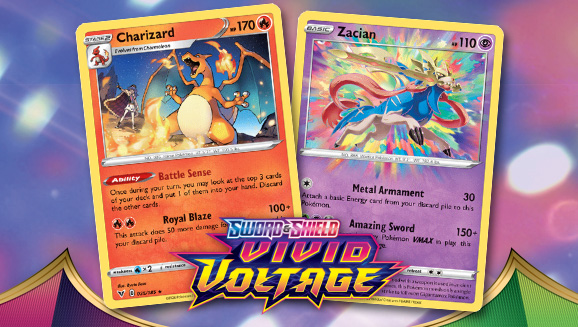 STAGE 2
Charizard
HP 170
Evolves from Charmeleon
Ability
Battle Sense
Once during your turn, you may look at the top 3 cards
of your deck and put 1 of them into your hand. Discard
the other cards.
Royal Blaze
100+
This attack does 50 more damage
your discard pile.
weakness
×2
resistance
025/185
BASIC
Zacian
HP 110
Metal Armament
30
Attach a basic Energy card from your discard pile to this
Pokémon.
Amazing Sword
150+
Pokémon VMAX in play this
SWORD & SHIELD
VIVID
VOLTAGE